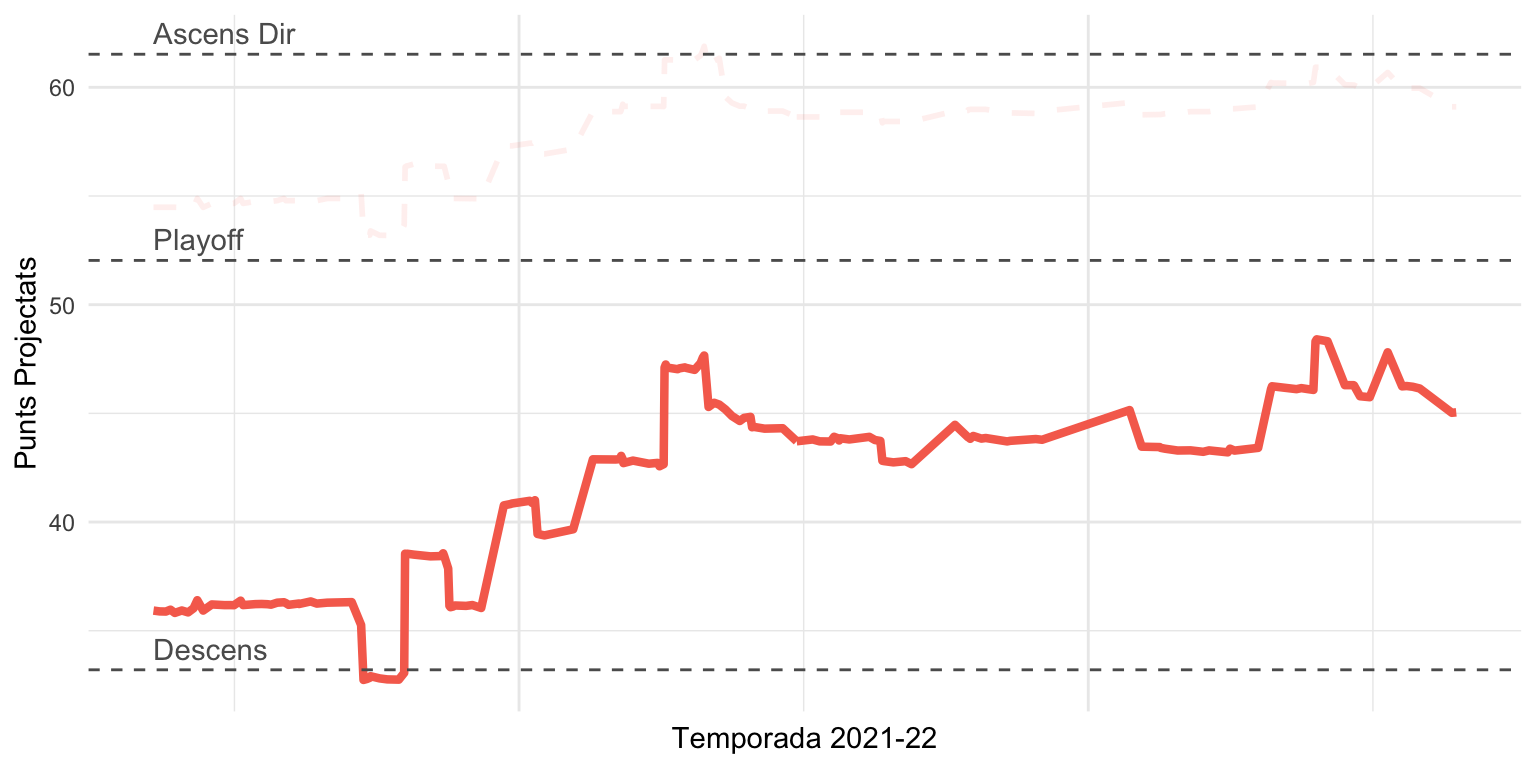 Ascens Dir
60
Playoff
50
Punts Projectats
40
Descens
Temporada 2021-22